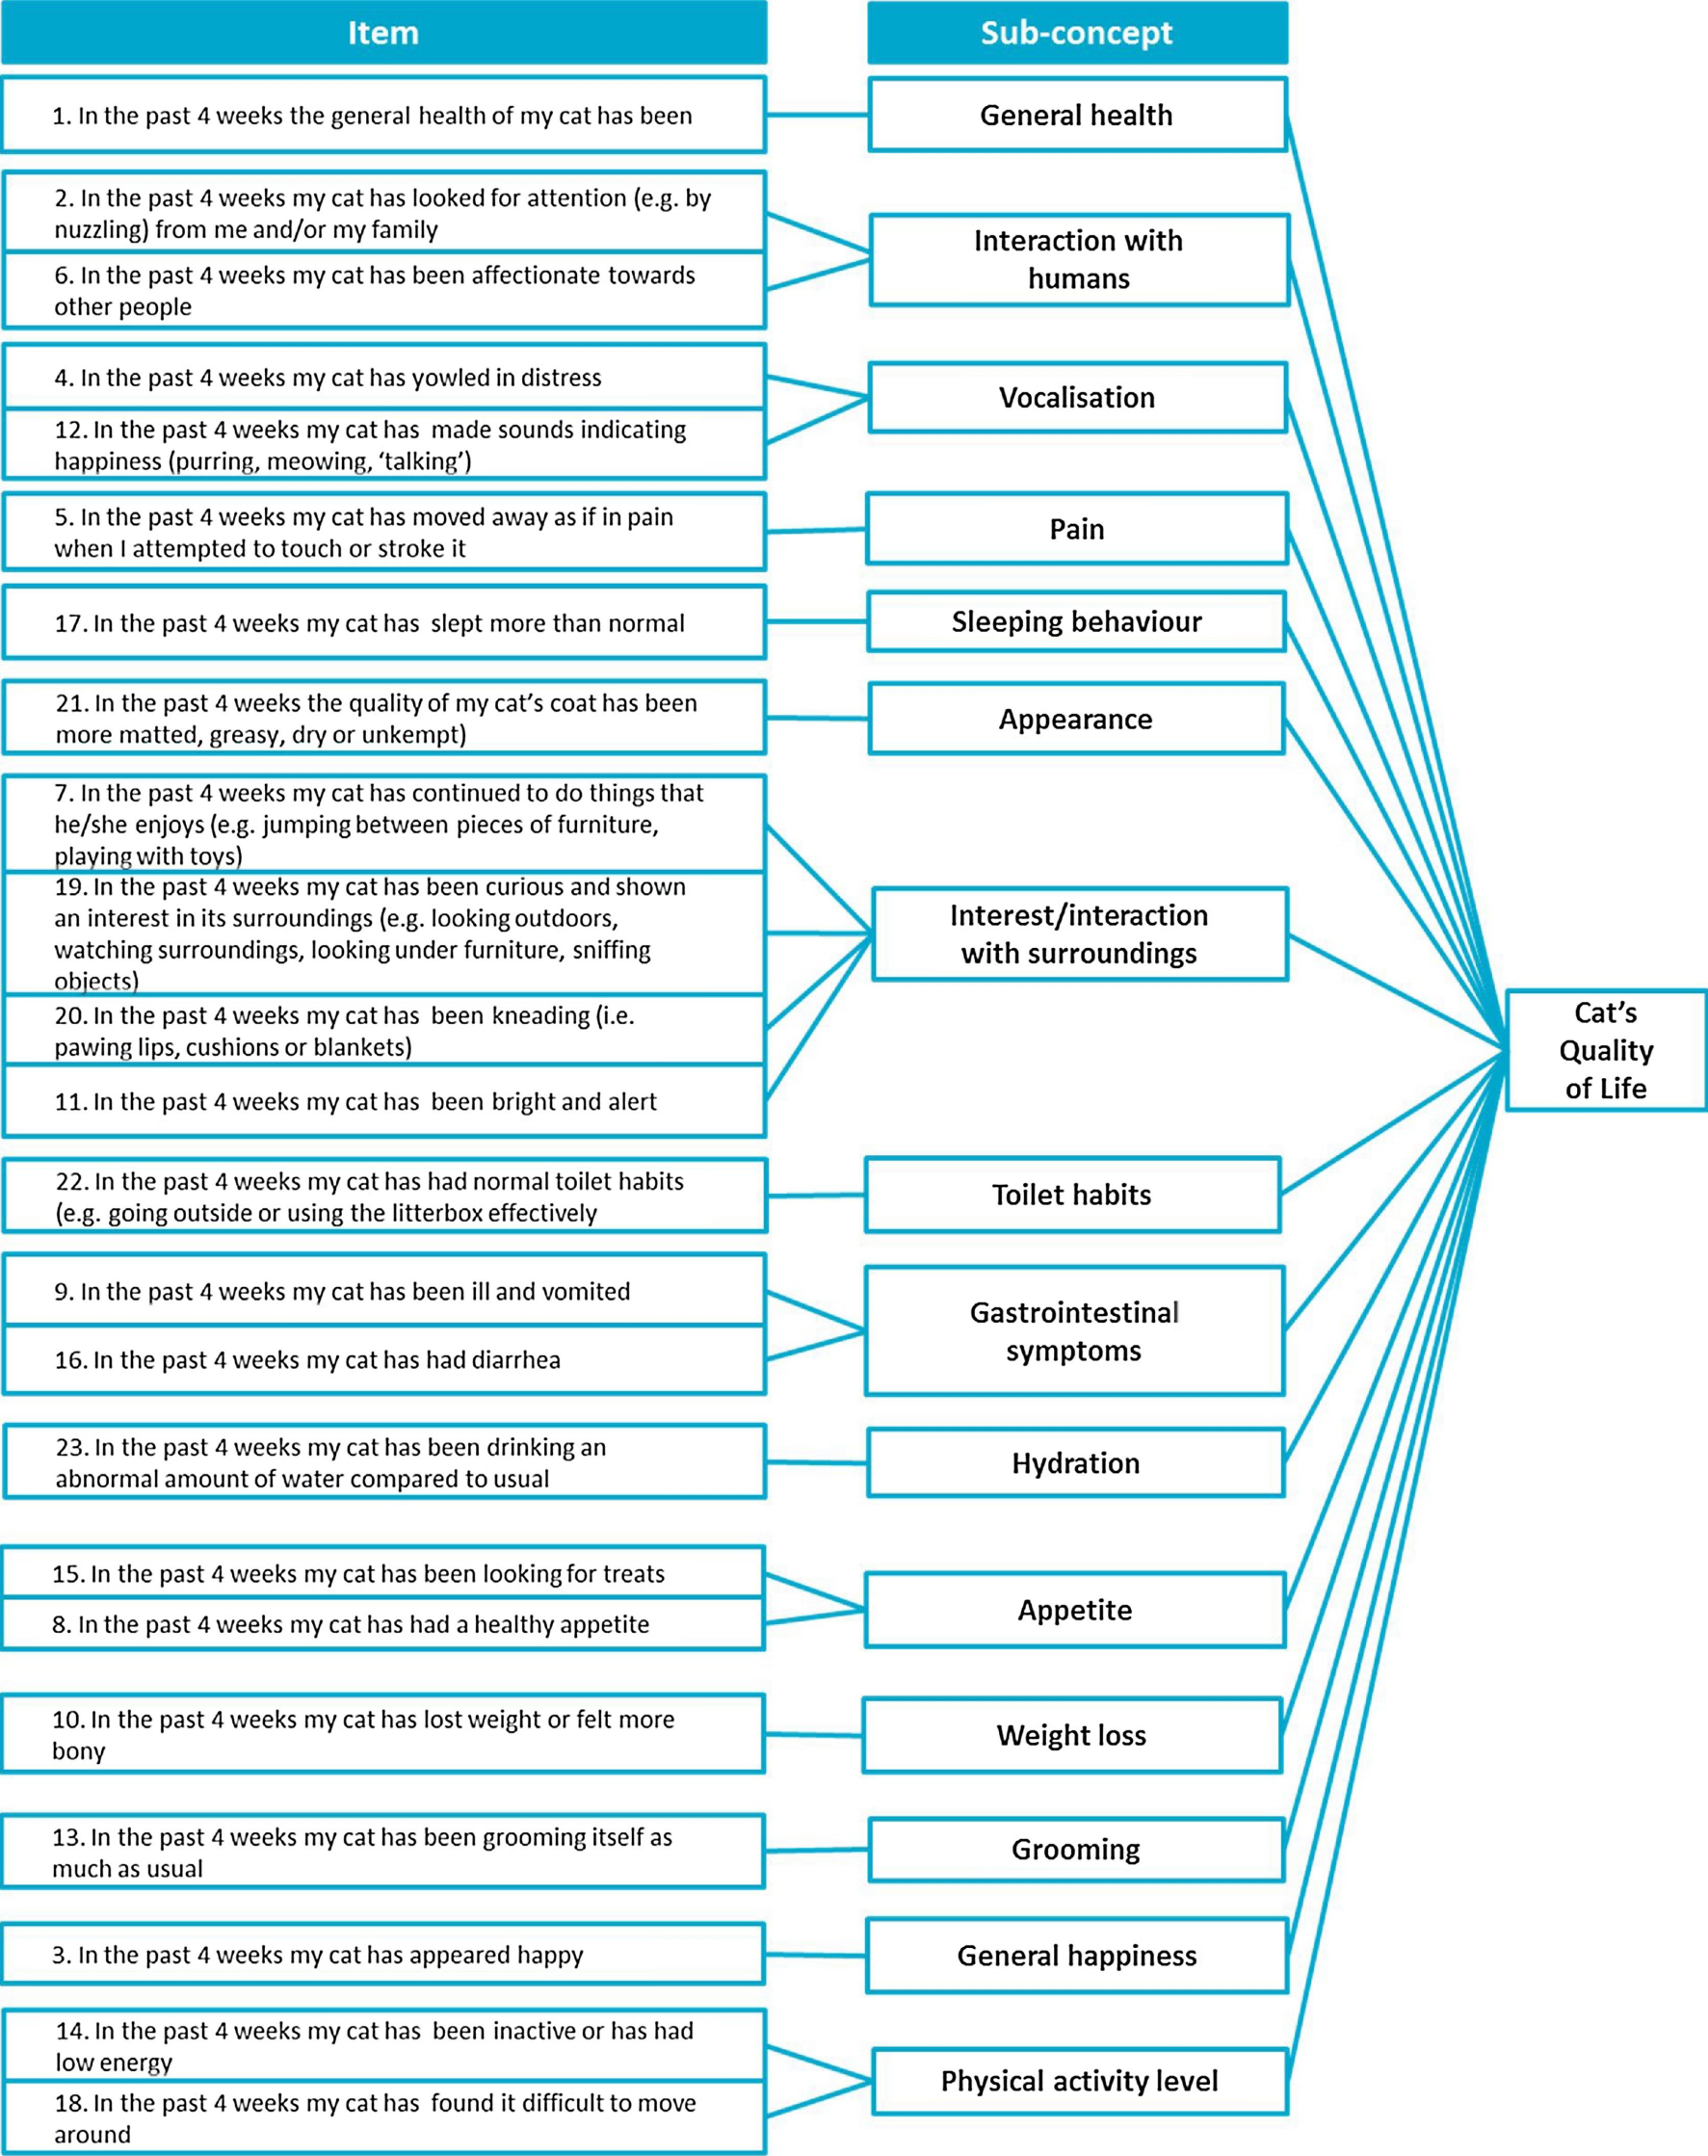 Item
Sub-concept
1. In the past 4 weeks the general health of my cat has been
General health
2. In the past 4 weeks my cat has looked for attention (e.g. by
nuzzling) from me and/or my family
6. In the past 4 weeks my cat has been affectionate towards
other people
Interaction with
humans
4. In the past 4 weeks my cat has yowled in distress
12. In the past 4 weeks my cat has made sounds indicating
happiness (purring, meowing, ‘talking’)
Vocalisation
5. In the past 4 weeks my cat has moved away as if in pain
when I attempted to touch or stroke it
Pain
17. In the past 4 weeks my cat has slept more than normal
Sleeping behaviour
21. In the past 4 weeks the quality of my cat’s coat has been
more matted, greasy, dry or unkempt)
Appearance
7. In the past 4 weeks my cat has continued to do things that
he/she enjoys (e.g. jumping between pieces of furniture,
playing with toys)
19. In the past 4 weeks my cat has been curious and shown
an interest in its surroundings (e.g. looking outdoors,
watching surroundings, looking under furniture, sniffing
objects)
20. In the past 4 weeks my cat has been kneading (i.e.
pawing lips, cushions or blankets)
11. In the past 4 weeks my cat has been bright and alert
Interest/interaction
with surroundings
Cat’s
Quality
of Life
22. In the past 4 weeks my cat has had normal toilet habits
(e.g. going outside or using the litterbox effectively
Toilet habits
9. In the past 4 weeks my cat has been ill and vomited
16. In the past 4 weeks my cat has had diarrhea
Gastrointestinal
symptoms
23. In the past 4 weeks my cat has been drinking an
abnormal amount of water compared to usual
Hydration
15. In the past 4 weeks my cat has been looking for treats
8. In the past 4 weeks my cat has had a healthy appetite
Appetite
10. In the past 4 weeks my cat has lost weight or felt more
bony
Weight loss
13. In the past 4 weeks my cat has been grooming itself as
much as usual
Grooming
3. In the past 4 weeks my cat has appeared happy
General happiness
14. In the past 4 weeks my cat has been inactive or has had
low energy
18. In the past 4 weeks my cat has found it difficult to move
around
Physical activity level